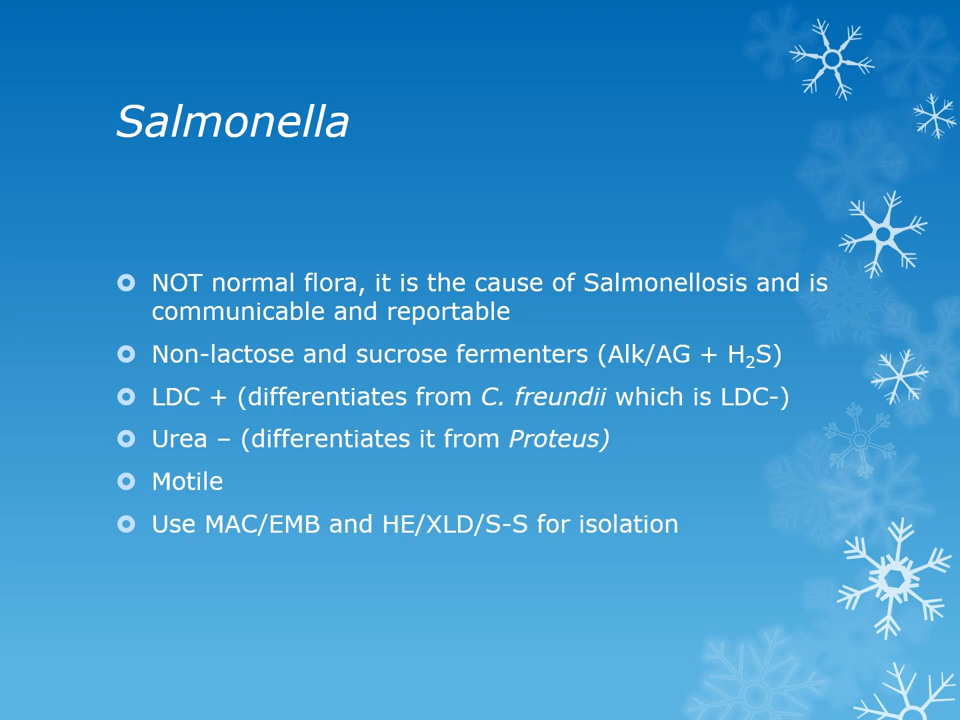 Salmonella
NOT normal flora, it is the cause of Salmonellosis and is
communicable and reportable
Non-lactose and sucrose fermenters (Alk/AG + H₂S)
LDC + (differentiates from C. freundii which is LDC-)
Urea – (differentiates it from Proteus)
Motile
Use MAC/EMB and HE/XLD/S-S for isolation